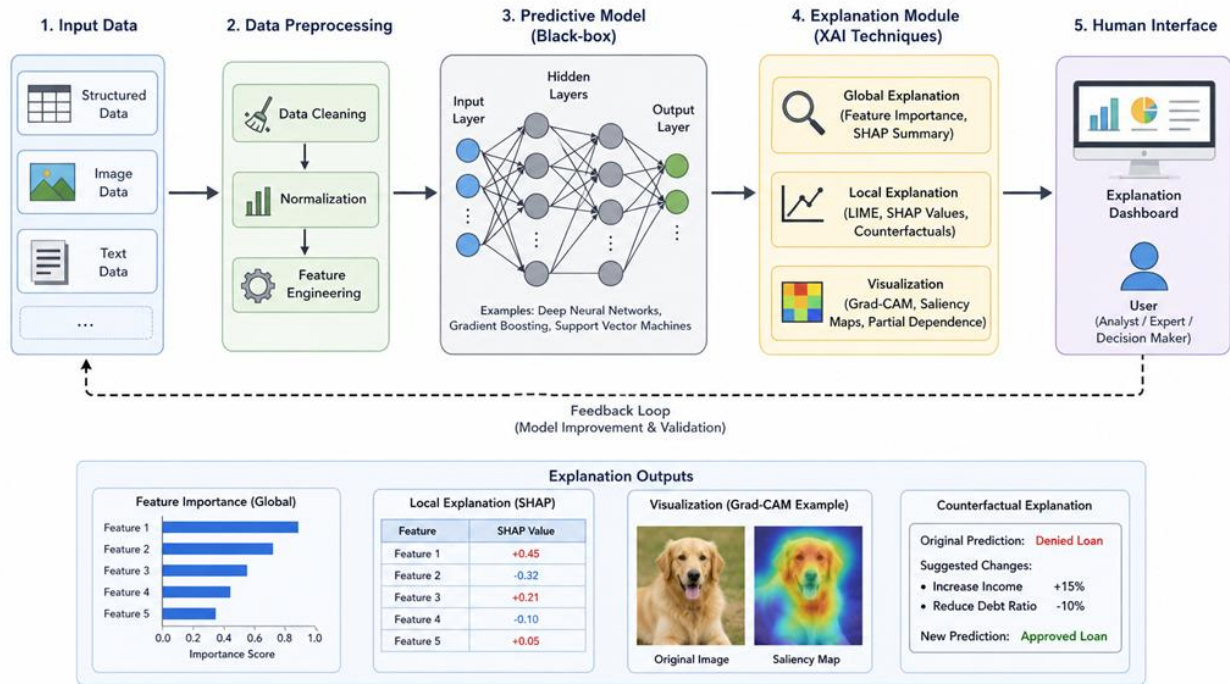 1. Input Data
Structured
Data
Image
Data
Text
Data
...
2. Data Preprocessing
Data Cleaning
Normalization
Feature
Engineering
3. Predictive Model
(Black-box)
Input
Layer
Hidden
Layers
Output
Layer
Examples: Deep Neural Networks,
Gradient Boosting, Support Vector Machines
4. Explanation Module
(XAI Techniques)
Global Explanation
(Feature Importance,
SHAP Summary)
Local Explanation
(LIME, SHAP Values,
Counterfactuals)
Visualization
(Grad-CAM, Saliency
Maps, Partial Dependence)
5. Human Interface
Explanation
Dashboard
User
(Analyst / Expert /
Decision Maker)
Feedback Loop
(Model Improvement & Validation)
Explanation Outputs
Feature Importance (Global)
Feature 1
Feature 2
Feature 3
Feature 4
Feature 5
0.0 0.2 0.4 0.6 0.8 1.0
Importance Score
Local Explanation (SHAP)
Feature SHAP Value
Feature 1 +0.45
Feature 2 -0.32
Feature 3 +0.21
Feature 4 -0.10
Feature 5 +0.05
Visualization (Grad-CAM Example)
Original Image Saliency Map
Counterfactual Explanation
Original Prediction: Denied Loan
Suggested Changes:
• Increase Income +15%
• Reduce Debt Ratio -10%
New Prediction: Approved Loan